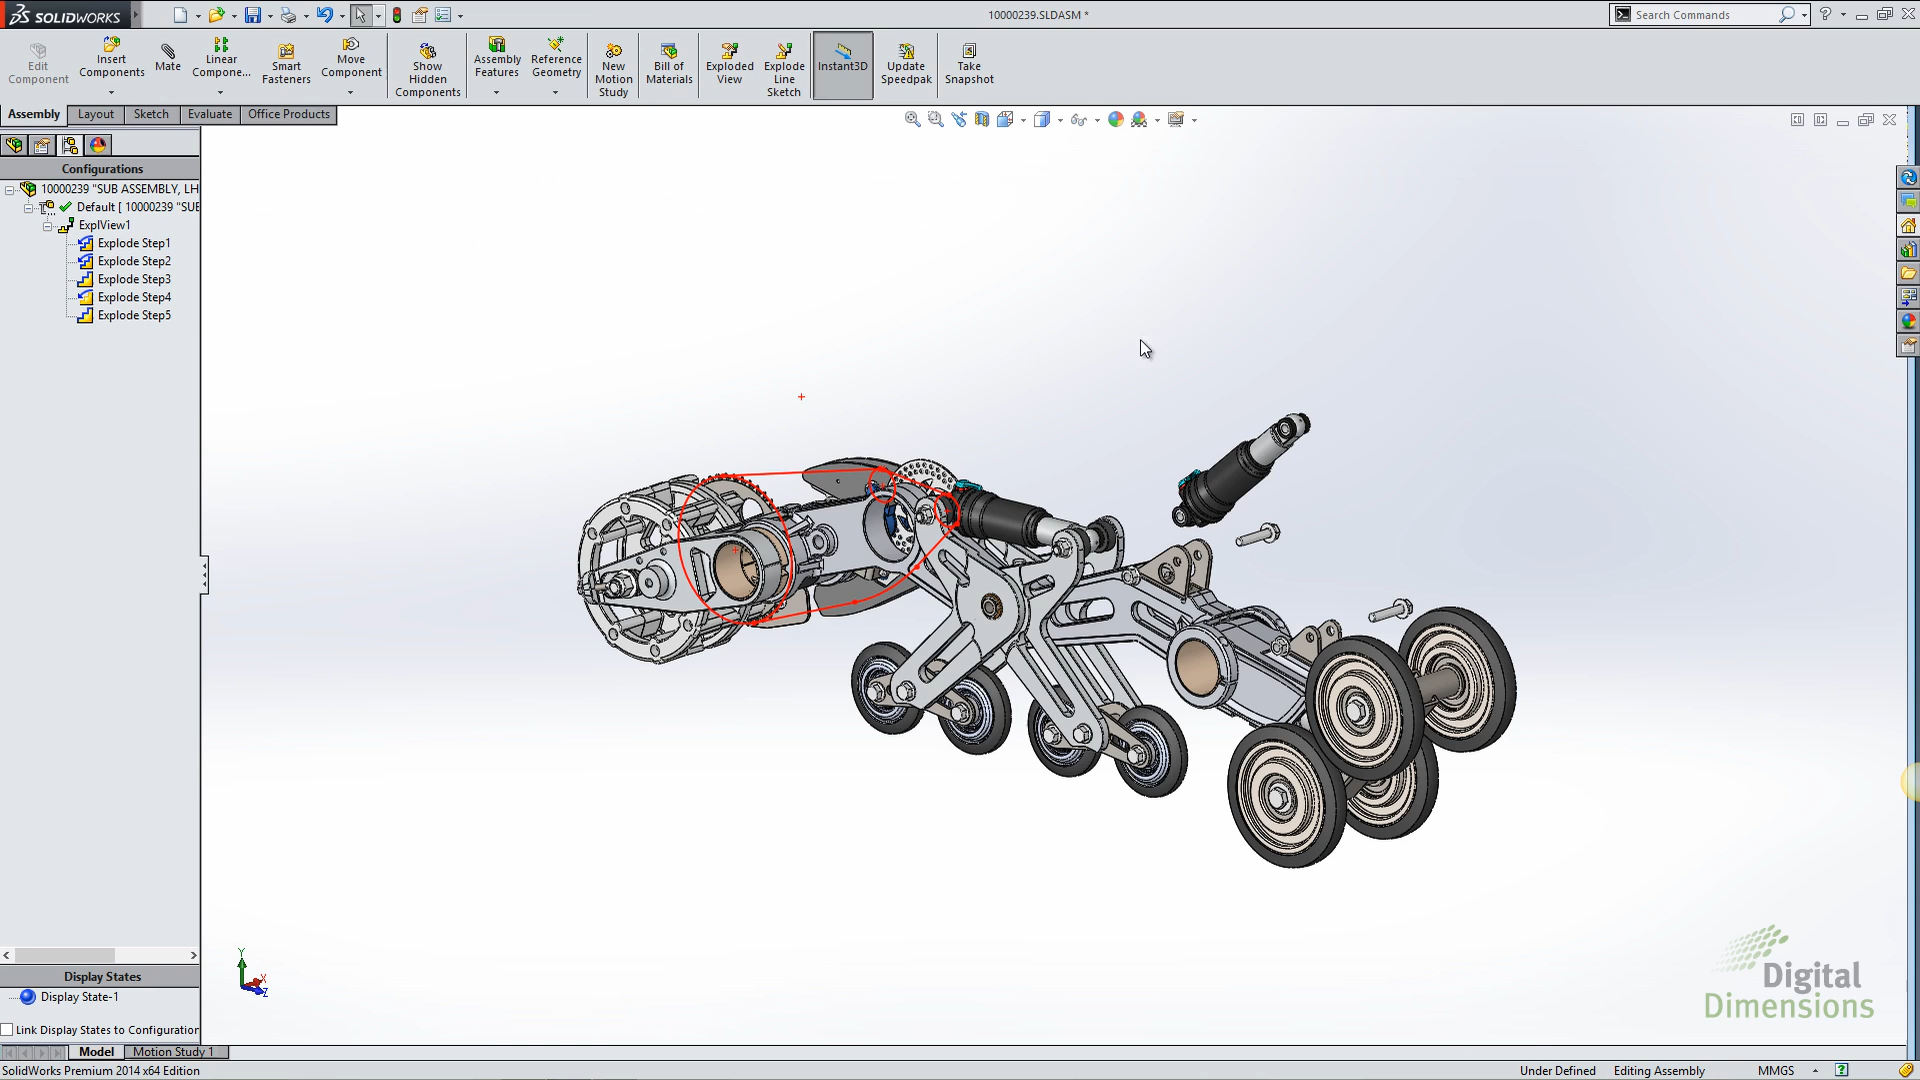 SOLIDWORKS
10000239.SLDASM *
Search Commands
Edit Component
Insert Components
Mate
Linear Compone...
Smart Fasteners
Move Component
Show Hidden Components
Assembly Features
Reference Geometry
New Motion Study
Bill of Materials
Exploded View
Explode Line Sketch
Instant3D
Update Speedpak
Take Snapshot
Assembly
Layout
Sketch
Evaluate
Office Products
Configurations
10000239 "SUB ASSEMBLY, LH
Default [ 10000239 "SUE
ExplView1
Explode Step1
Explode Step2
Explode Step3
Explode Step4
Explode Step5
Y
X
Z
Display States
Display State-1
Link Display States to Configuration
Digital
Dimensions
Model
Motion Study 1
SolidWorks Premium 2014 x64 Edition
Under Defined
Editing Assembly
MMGS